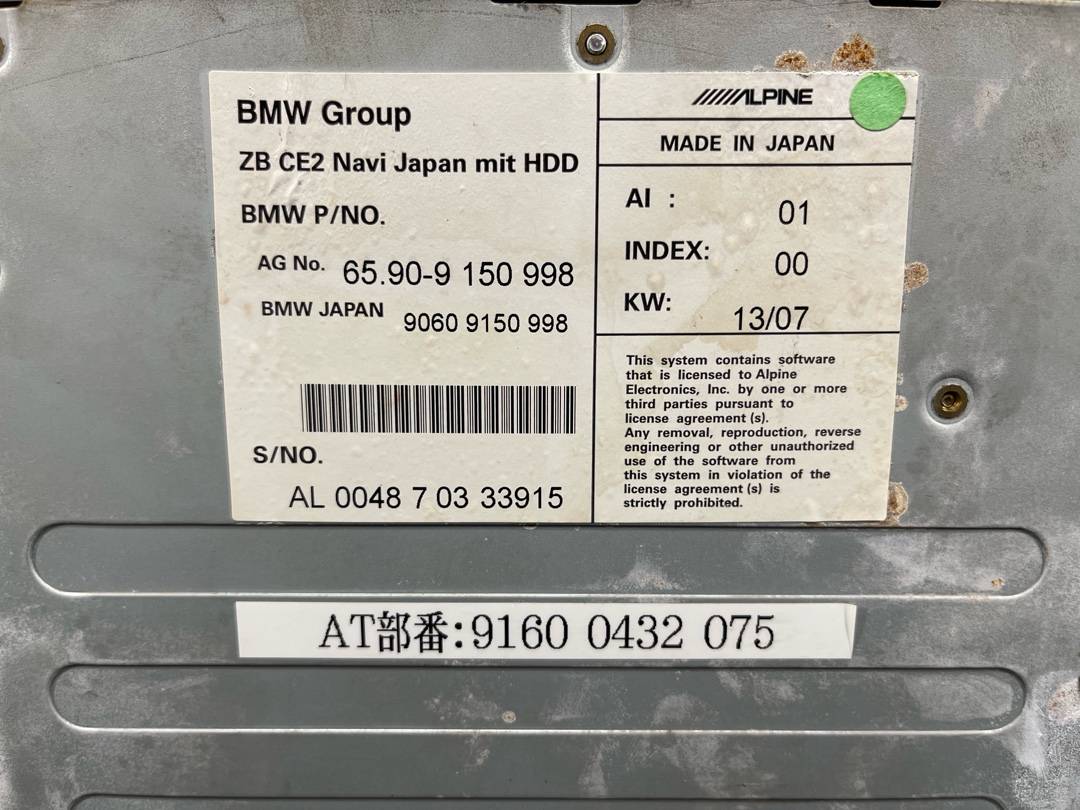 BMW Group
ZB CE2 Navi Japan mit HDD
BMW P/NO.
AG No. 65.90-9 150 998
BMW JAPAN 9060 9150 998
S/NO.
AL 0048 7 03 33915
ALPINE
MADE IN JAPAN
AI : 01
INDEX: 00
KW: 13/07
This system contains software
that is licensed to Alpine
Electronics, Inc. by one or more
third parties pursuant to
license agreement (s).
Any removal, reproduction, reverse
engineering or other unauthorized
use of the software from
this system in violation of the
license agreement (s) is
strictly prohibited.
AT部番:9160 0432 075